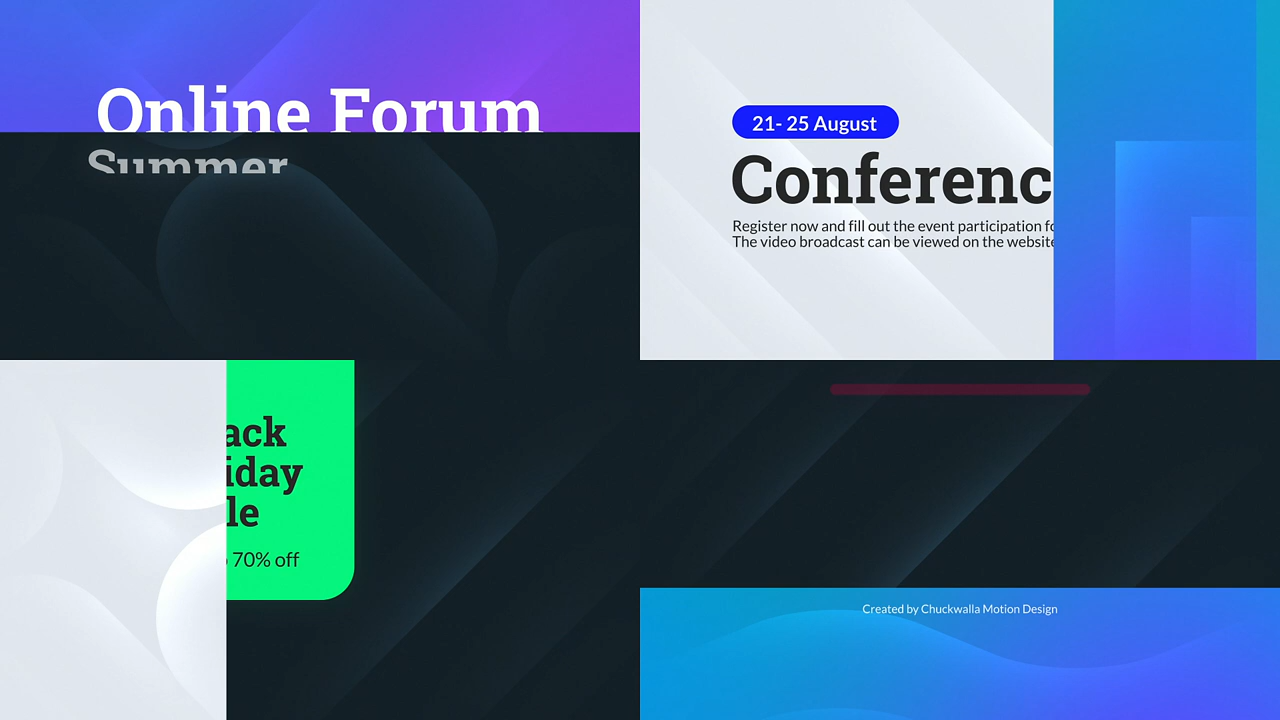 Online Forum
Summer
21- 25 August
Conferenc
Register now and fill out the event participation fo
The video broadcast can be viewed on the website
ack
iday
le
70% off
Created by Chuckwalla Motion Design